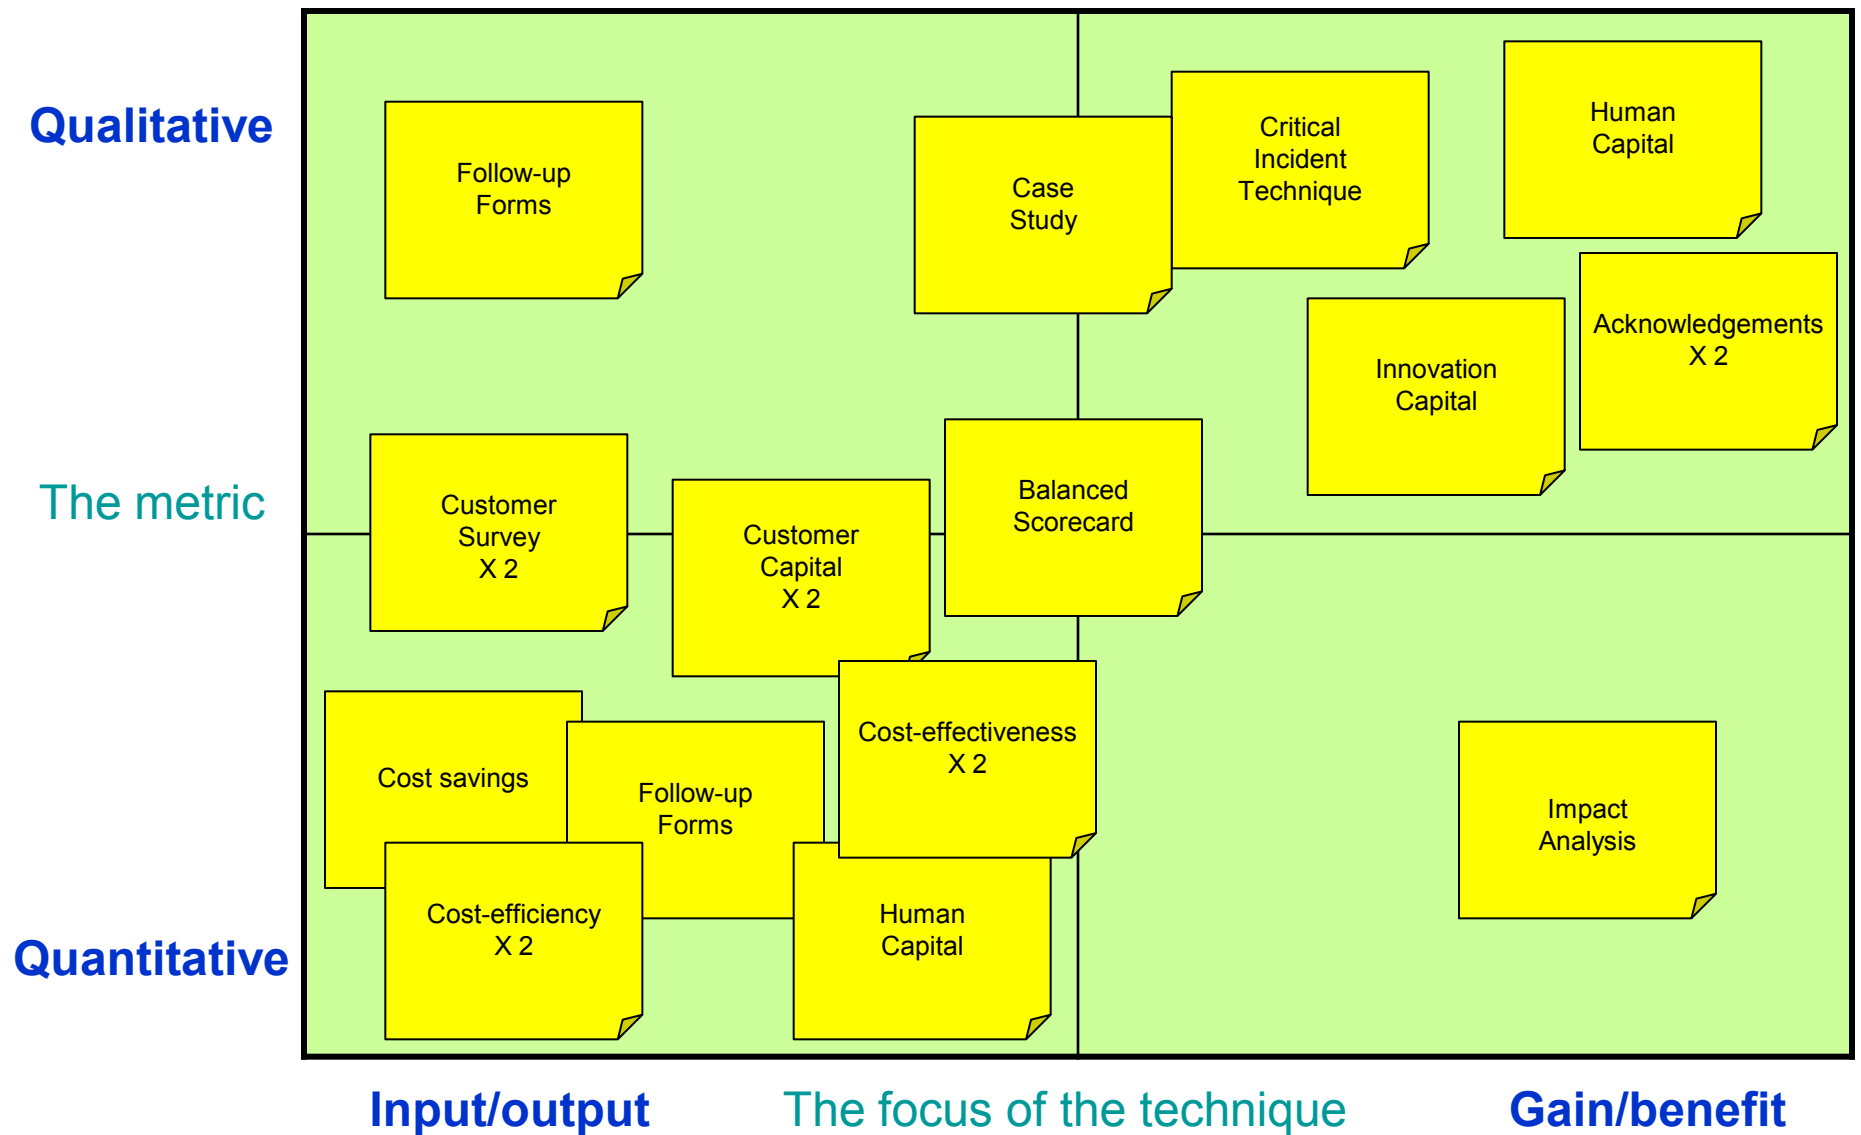 Qualitative
Follow-up
Forms
Case
Study
Critical
Incident
Technique
Human
Capital
Innovation
Capital
Acknowledgements
X 2
The metric
Customer
Survey
X 2
Customer
Capital
X 2
Balanced
Scorecard
Cost savings
Follow-up
Forms
Cost-effectiveness
X 2
Impact
Analysis
Quantitative
Cost-efficiency
X 2
Human
Capital
Input/output
The focus of the technique
Gain/benefit